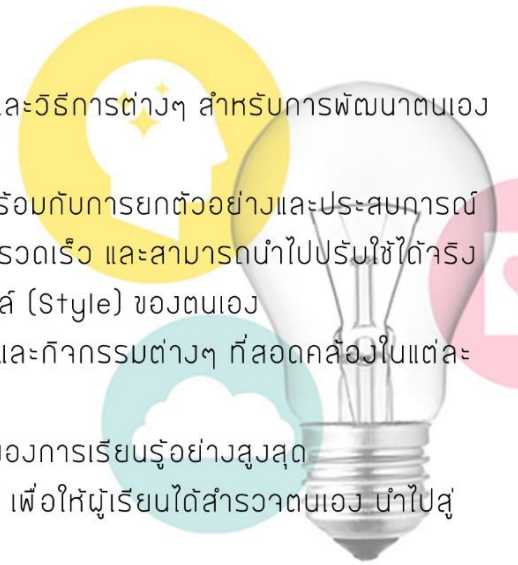 ละวิธีการต่างๆ สำหรับการพัฒนาตนเอง
ร้อมกับการยกตัวอย่างและประสบการณ์
รวดเร็ว และสามารถนำไปปรับใช้ได้จริง
ล์ (Style) ของตนเอง
และกิจกรรมต่างๆ ที่สอดคล้องในแต่ละ
ของการเรียนรู้อย่างสูงสุด
เพื่อให้ผู้เรียนได้สำรวจตนเอง นำไปสู่